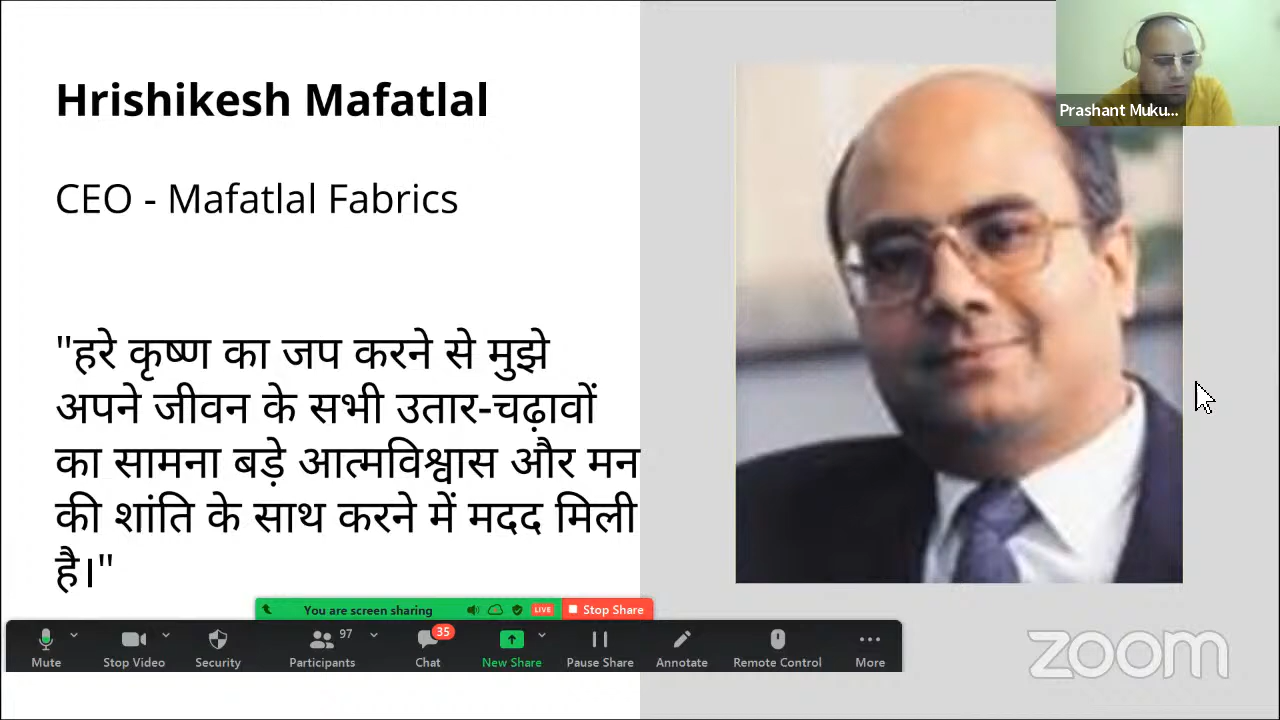 Hrishikesh Mafatlal
Prashant Muku...
CEO - Mafatlal Fabrics
"हरे कृष्ण का जप करने से मुझे
अपने जीवन के सभी उतार-चढ़ावों
का सामना बड़े आत्मविश्वास और मन
की शांति के साथ करने में मदद मिली
है।"
You are screen sharing LIVE Stop Share
97 35
Mute Stop Video Security Participants Chat New Share Pause Share Annotate Remote Control More
zoom